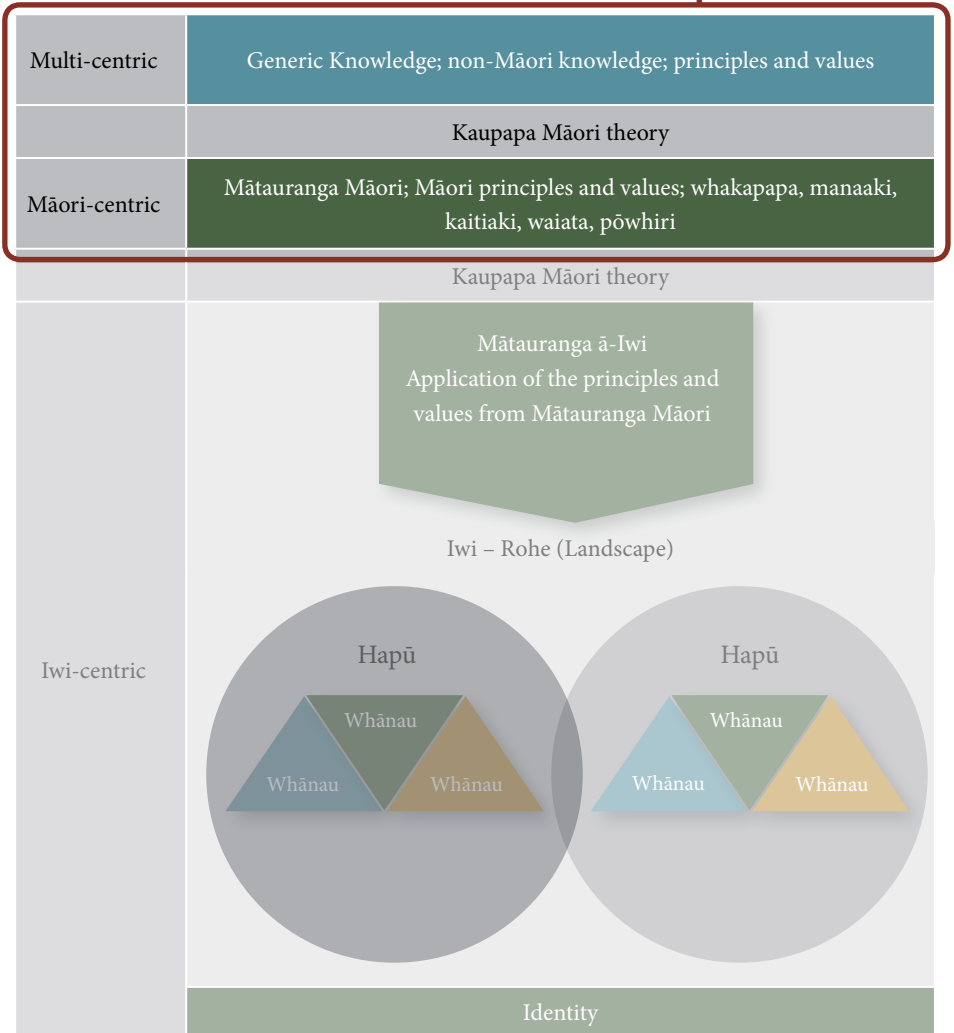 Multi-centric
Generic Knowledge; non-Māori knowledge; principles and values
Kaupapa Māori theory
Māori-centric
Mātauranga Māori; Māori principles and values; whakapapa, manaaki,
kaitiaki, waiata, pōwhiri
Kaupapa Māori theory
Mātauranga ā-Iwi
Application of the principles and
values from Mātauranga Māori
Iwi – Rohe (Landscape)
Iwi-centric
Hapū
Whānau
Whānau
Whānau
Hapū
Whānau
Whānau
Whānau
Identity